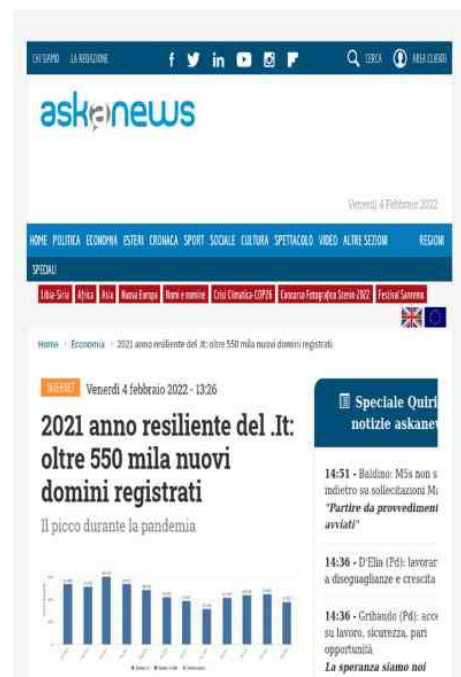 CHI SIAMO LA REDAZIONE
CERCA AREA CLIENTI
askanews
Venerdì 4 Febbraio 2022
HOME POLITICA ECONOMIA ESTERI CRONACA SPORT SOCIALE CULTURA SPETTACOLO VIDEO ALTRE SEZIONI REGIONI
SPECIALI
Libia-Siria Africa Asia Nuova Europa Nomi e nomine Crisi Climatica-COP26 Concorso Fotografico Stenin 2022 Festival Sanremo
Home Economia 2021 anno resiliente del .It: oltre 550 mila nuovi domini registrati
INTERNET Venerdì 4 febbraio 2022 - 13:26
2021 anno resiliente del .It:
oltre 550 mila nuovi
domini registrati
Il picco durante la pandemia
Speciale Quiri
notizie askane
14:51 - Baldino: M5s non s
indietro su sollecitazioni Ma
"Partire da provvediment
avviati"
14:36 - D'Elia (Pd): lavorar
a diseguaglianze e crescita
14:36 - Gribaudo (Pd): acce
su lavoro, sicurezza, pari
opportunità
La speranza siamo noi